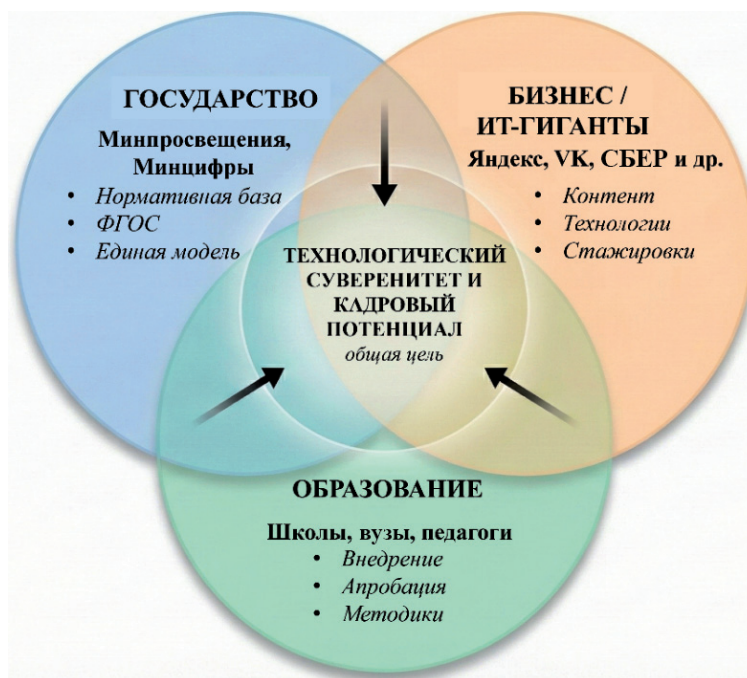 ГОСУДАРСТВО
Минпросвещения,
Минцифры
• Нормативная база
• ФГОС
• Единая модель
БИЗНЕС /
ИТ-ГИГАНТЫ
Яндекс, VK, СБЕР и др.
• Контент
• Технологии
• Стажировки
ТЕХНОЛОГИЧЕСКИЙ
СУВЕРЕНИТЕТ И
КАДРОВЫЙ
ПОТЕНЦИАЛ
общая цель
ОБРАЗОВАНИЕ
Школы, вузы, педагоги
• Внедрение
• Апробация
• Методики